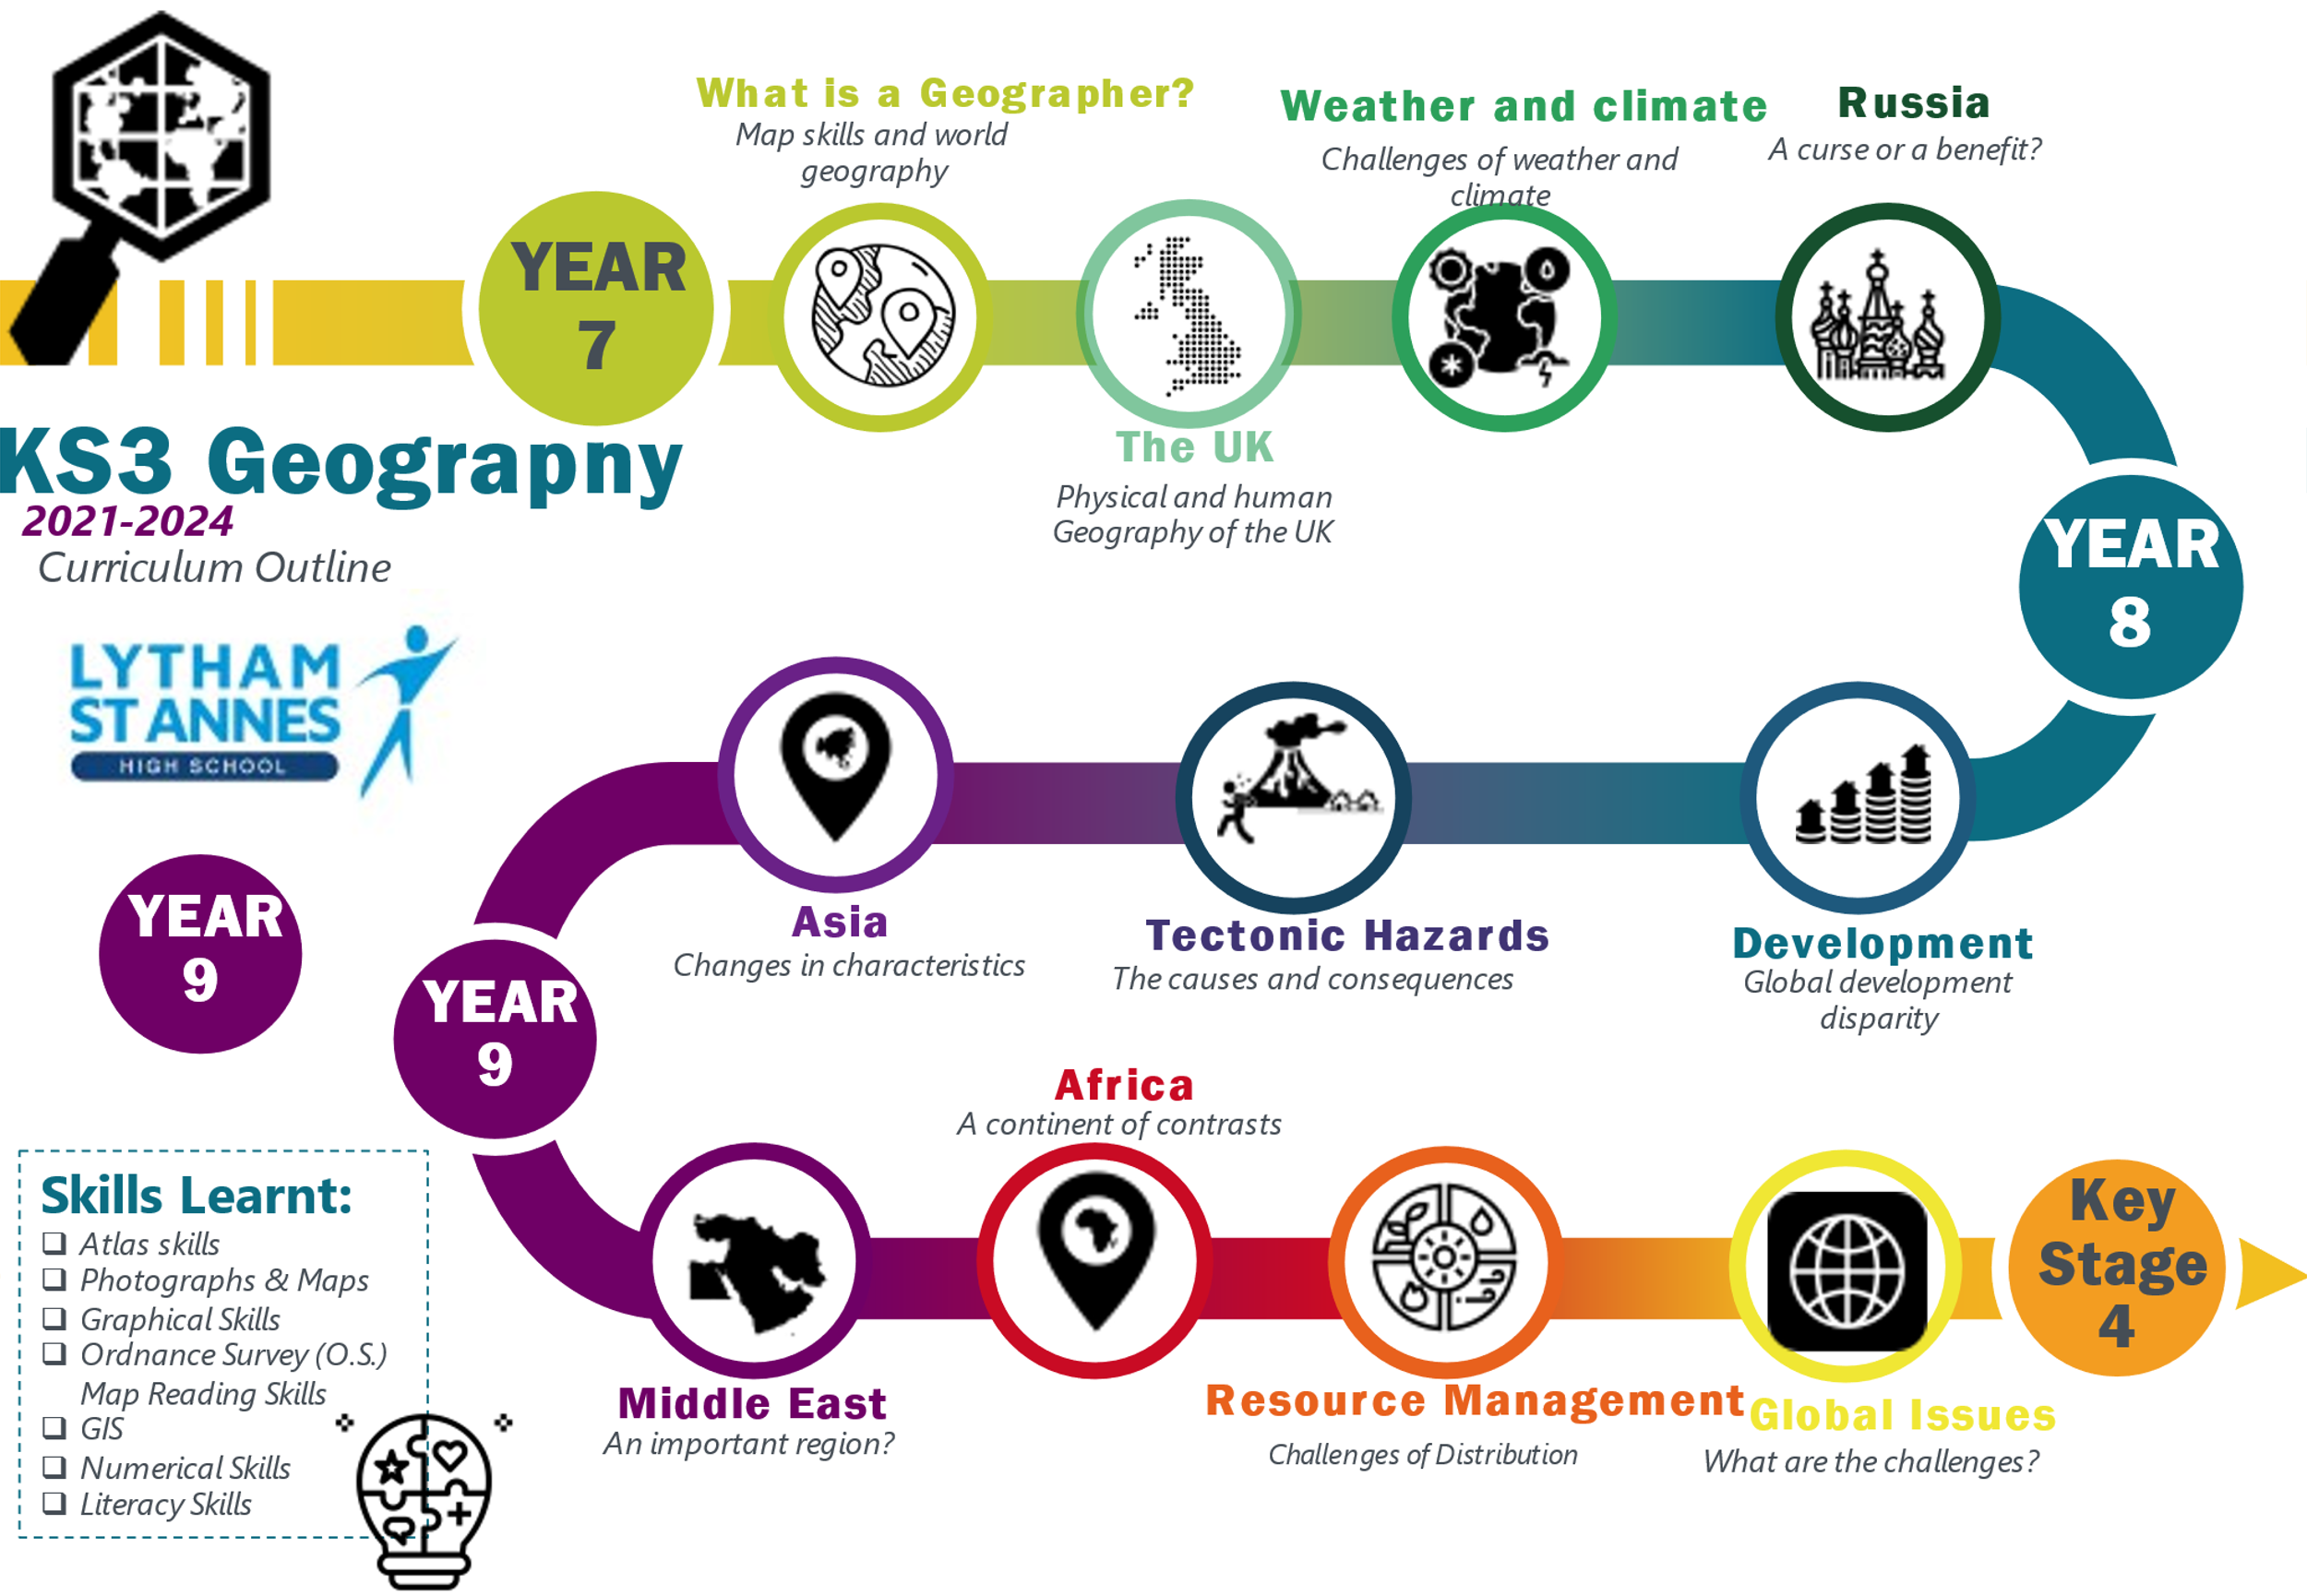 What is a Geographer?
Map skills and world
geography
Weather and climate
Challenges of weather and
climate
Russia
A curse or a benefit?
YEAR
7
The UK
Physical and human
Geography of the UK
KS3 Geography
2021-2024
Curriculum Outline
YEAR
8
LYTHAM
ST ANNES
HIGH SCHOOL
Asia
Changes in characteristics
Tectonic Hazards
The causes and consequences
Development
Global development
disparity
YEAR
9
YEAR
9
Africa
A continent of contrasts
Middle East
An important region?
Resource Management
Challenges of Distribution
Global Issues
What are the challenges?
Key
Stage
4
Skills Learnt:
❑ Atlas skills
❑ Photographs & Maps
❑ Graphical Skills
❑ Ordnance Survey (O.S.)
Map Reading Skills
❑ GIS
❑ Numerical Skills
❑ Literacy Skills